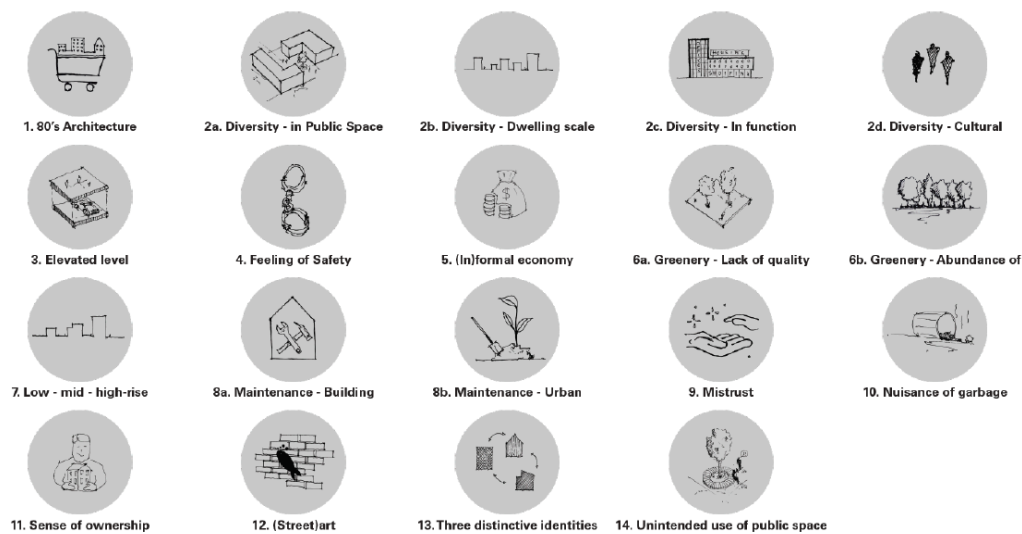 1. 80's Architecture
2a. Diversity - in Public Space
2b. Diversity - Dwelling scale
2c. Diversity - In function
2d. Diversity - Cultural
3. Elevated level
4. Feeling of Safety
5. (In)formal economy
6a. Greenery - Lack of quality
6b. Greenery - Abundance of
7. Low - mid - high-rise
8a. Maintenance - Building
8b. Maintenance - Urban
9. Mistrust
10. Nuisance of garbage
11. Sense of ownership
12. (Street)art
13. Three distinctive identities
14. Unintended use of public space